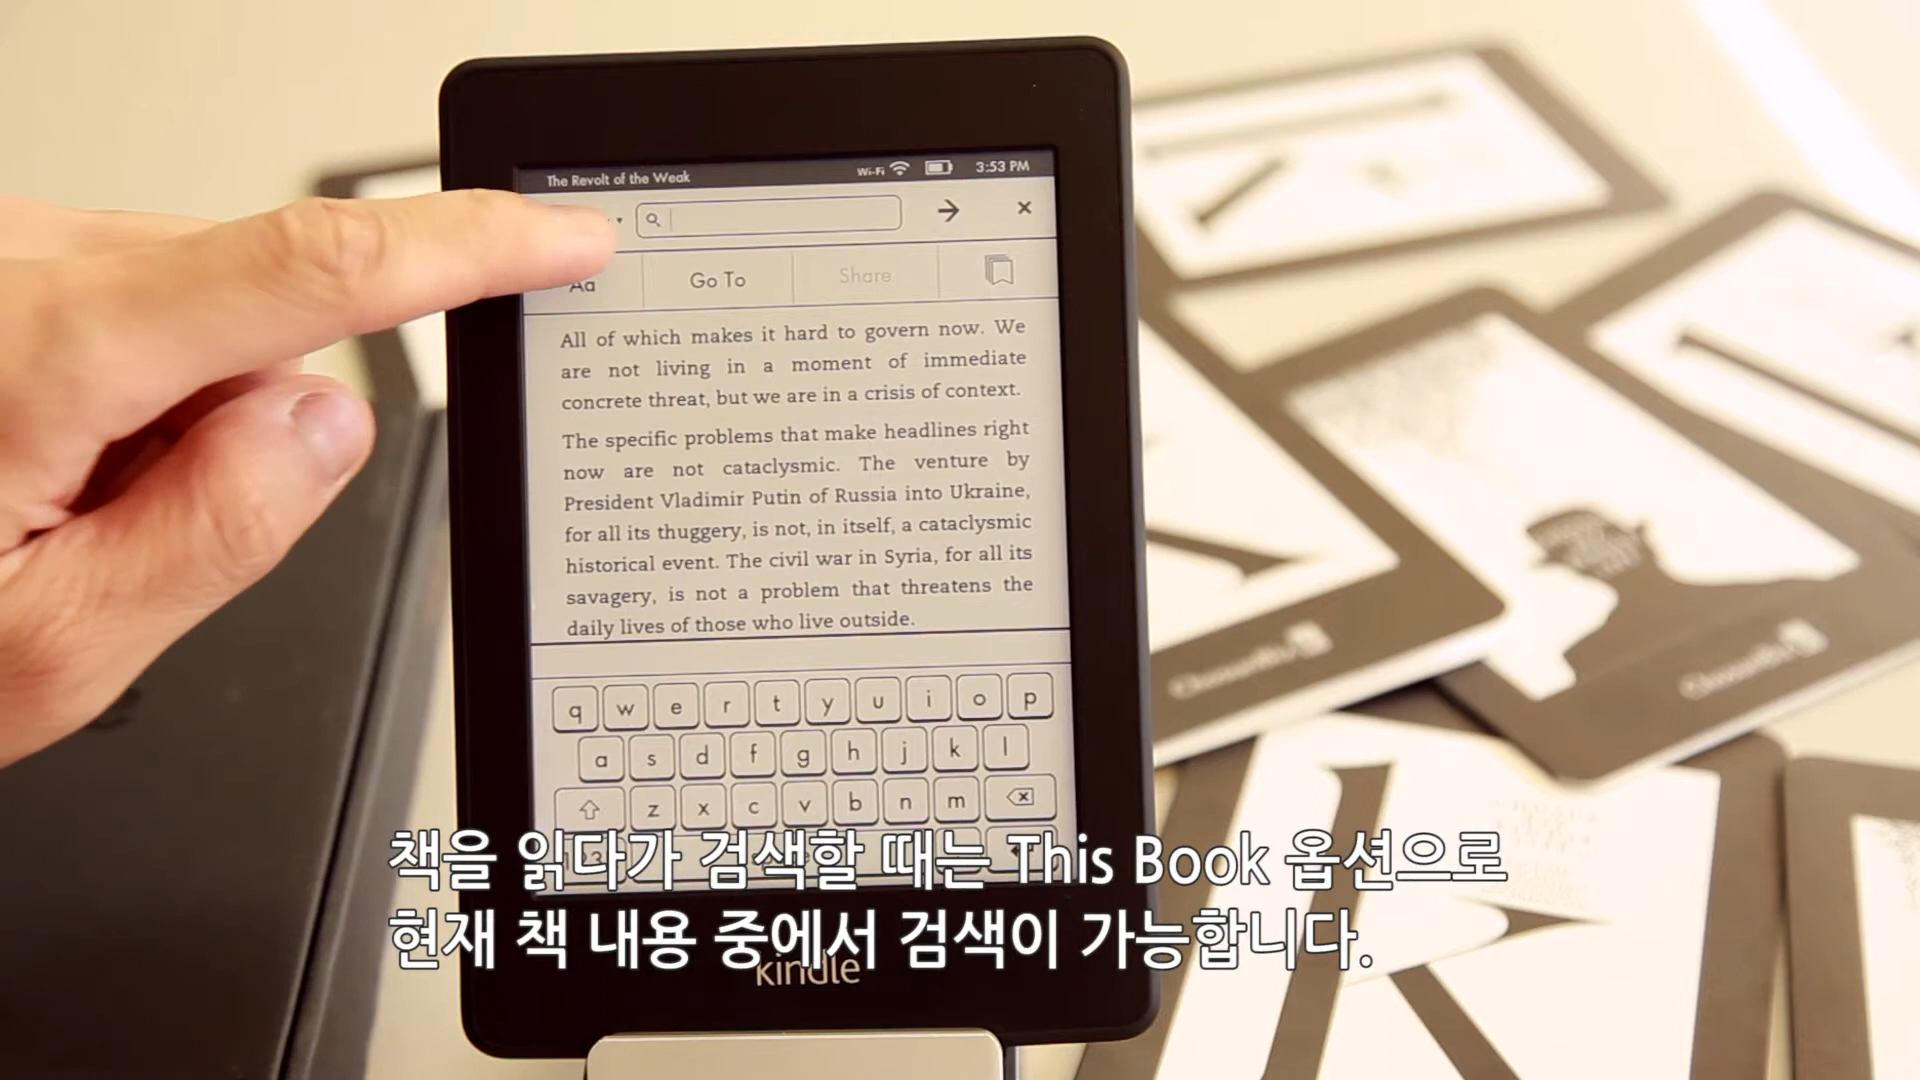 The Revolt of the Weak
Wi-Fi 3:53 PM
Aa Go To Share
All of which makes it hard to govern now. We
are not living in a moment of immediate
concrete threat, but we are in a crisis of context.
The specific problems that make headlines right
now are not cataclysmic. The venture by
President Vladimir Putin of Russia into Ukraine,
for all its thuggery, is not, in itself, a cataclysmic
historical event. The civil war in Syria, for all its
savagery, is not a problem that threatens the
daily lives of those who live outside.
q w e r t y u i o p
a s d f g h j k l
z x c v b n m
책을 읽다가 검색할 때는 This Book 옵션으로
현재 책 내용 중에서 검색이 가능합니다.
kindle